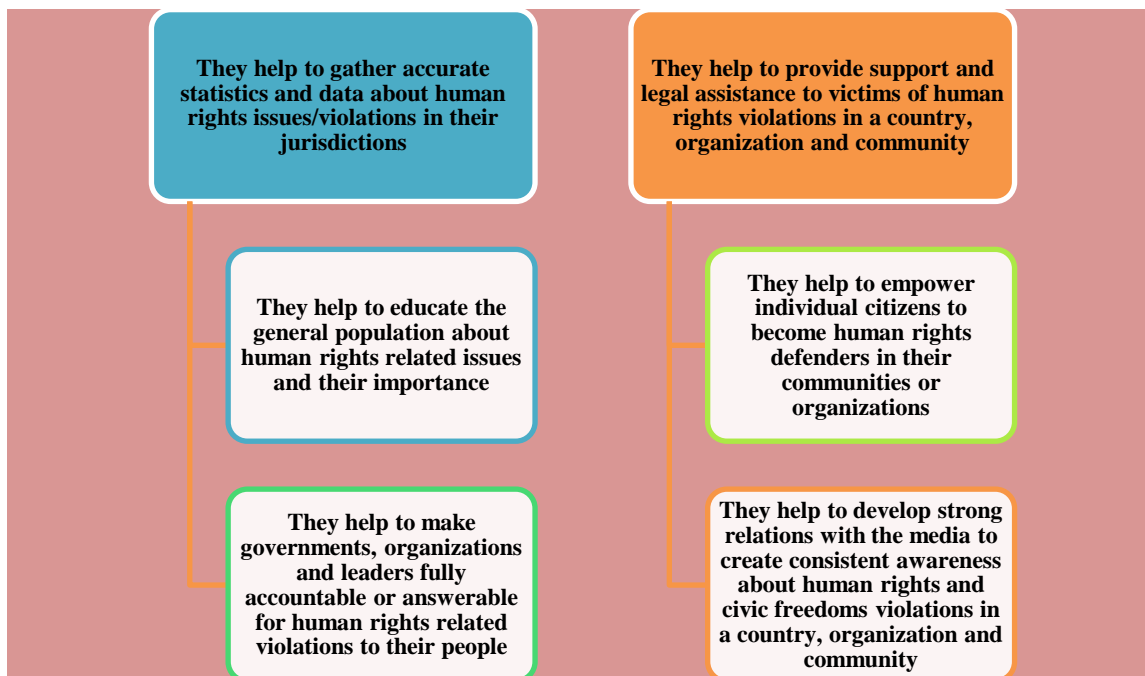 They help to gather accurate
statistics and data about human
rights issues/violations in their
jurisdictions
They help to educate the
general population about
human rights related issues
and their importance
They help to make
governments, organizations
and leaders fully
accountable or answerable
for human rights related
violations to their people
They help to provide support and
legal assistance to victims of human
rights violations in a country,
organization and community
They help to empower
individual citizens to
become human rights
defenders in their
communities or
organizations
They help to develop strong
relations with the media to
create consistent awareness
about human rights and
civic freedoms violations in
a country, organization and
community